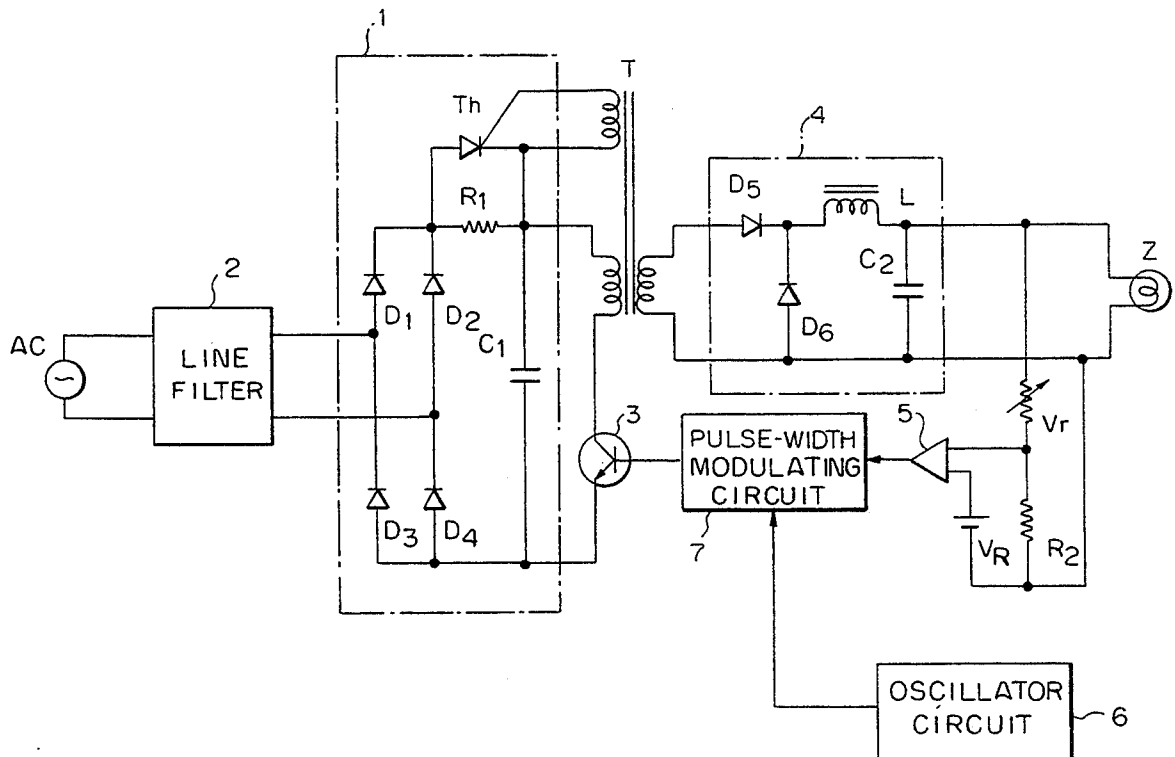 1
T
Th
4
D5
L
R1
C2
Z
2
D1
D2
D6
AC
LINE
FILTER
C1
3
5
Vr
PULSE-WIDTH
MODULATING
CIRCUIT
D3
D4
7
VR
R2
OSCILLATOR
CIRCUIT
6